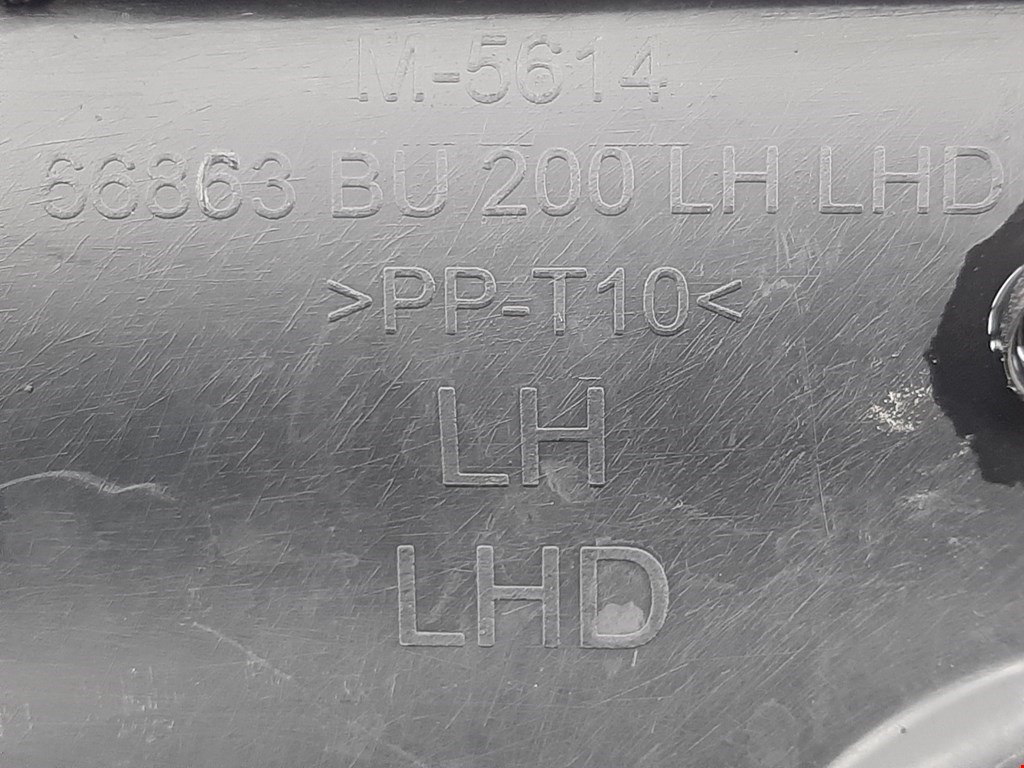 M-5614
66863 BU 200 LH LHD
>PP-T10<
LH
LHD